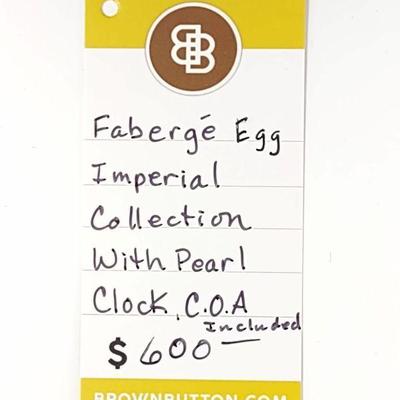 BB
Fabergé Egg
Imperial
Collection
With Pearl
Clock, C.O.A
Included
$600
BROWNBUTTON.COM